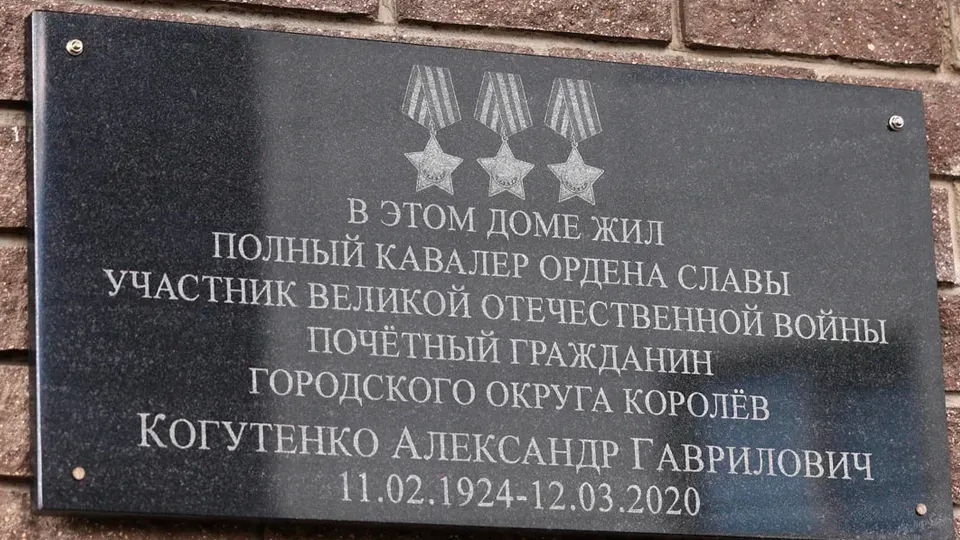 В ЭТОМ ДОМЕ ЖИЛ
ПОЛНЫЙ КАВАЛЕР ОРДЕНА СЛАВЫ
УЧАСТНИК ВЕЛИКОЙ ОТЕЧЕСТВЕННОЙ ВОЙНЫ
ПОЧЁТНЫЙ ГРАЖДАНИН
ГОРОДСКОГО ОКРУГА КОРОЛЁВ
КОГУТЕНКО АЛЕКСАНДР ГАВРИЛОВИЧ
11.02.1924-12.03.2020